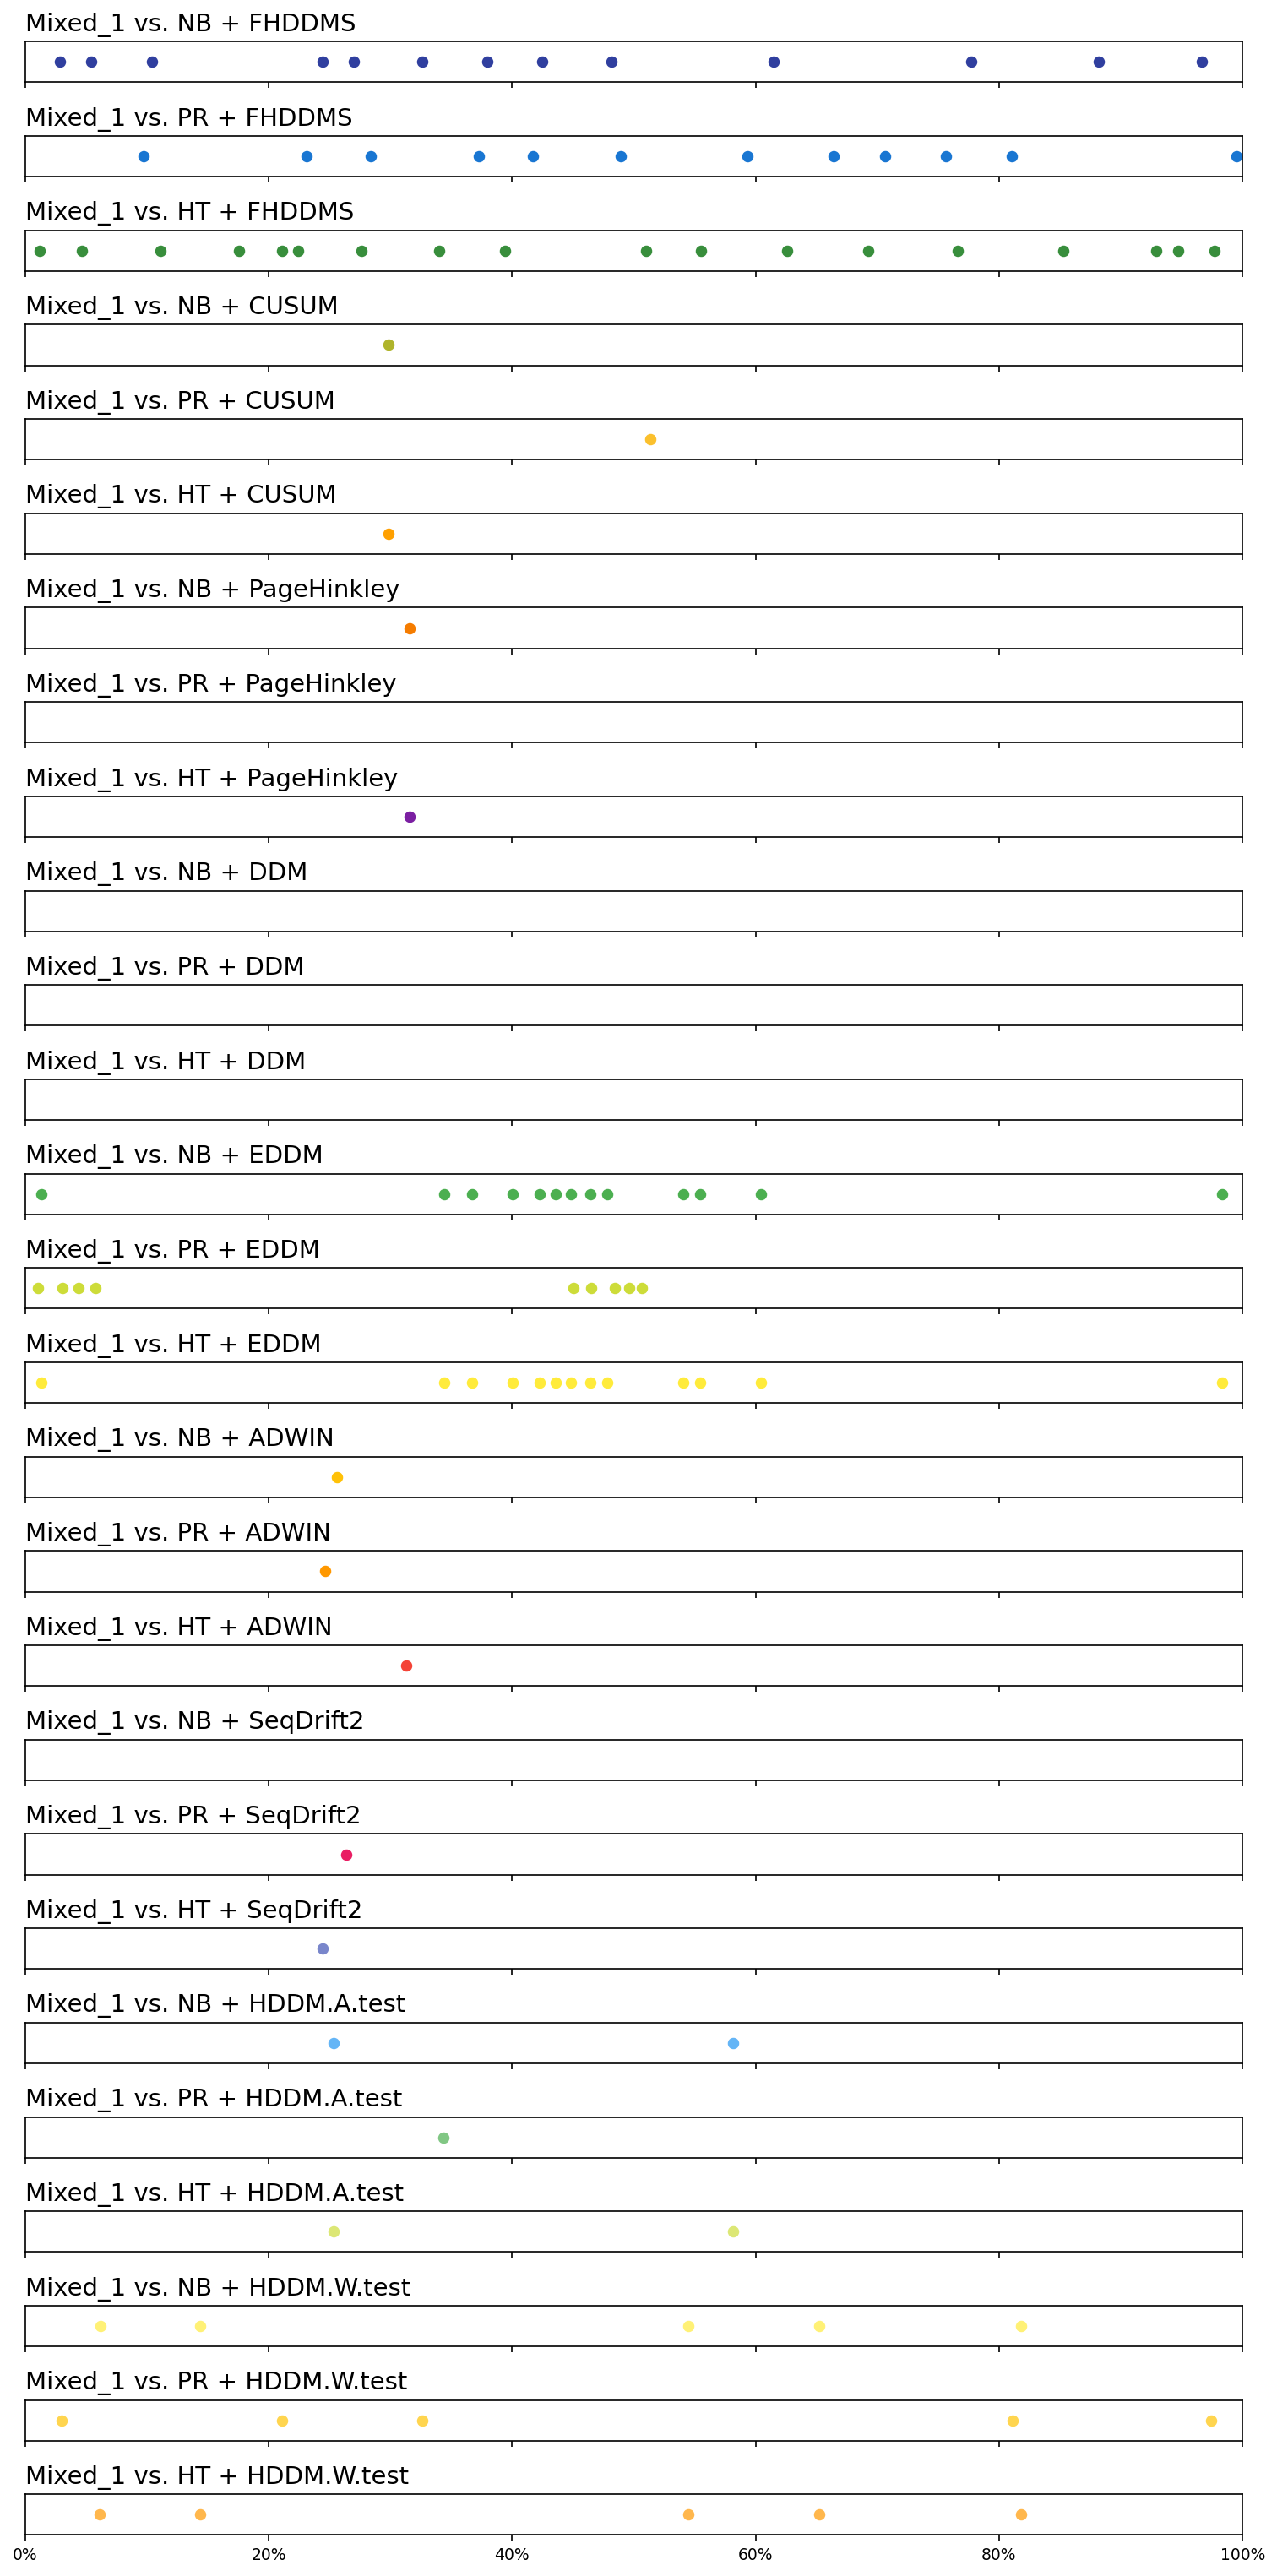 Mixed_1 vs. NB + FHDDMS
Mixed_1 vs. PR + FHDDMS
Mixed_1 vs. HT + FHDDMS
Mixed_1 vs. NB + CUSUM
Mixed_1 vs. PR + CUSUM
Mixed_1 vs. HT + CUSUM
Mixed_1 vs. NB + PageHinkley
Mixed_1 vs. PR + PageHinkley
Mixed_1 vs. HT + PageHinkley
Mixed_1 vs. NB + DDM
Mixed_1 vs. PR + DDM
Mixed_1 vs. HT + DDM
Mixed_1 vs. NB + EDDM
Mixed_1 vs. PR + EDDM
Mixed_1 vs. HT + EDDM
Mixed_1 vs. NB + ADWIN
Mixed_1 vs. PR + ADWIN
Mixed_1 vs. HT + ADWIN
Mixed_1 vs. NB + SeqDrift2
Mixed_1 vs. PR + SeqDrift2
Mixed_1 vs. HT + SeqDrift2
Mixed_1 vs. NB + HDDM.A.test
Mixed_1 vs. PR + HDDM.A.test
Mixed_1 vs. HT + HDDM.A.test
Mixed_1 vs. NB + HDDM.W.test
Mixed_1 vs. PR + HDDM.W.test
Mixed_1 vs. HT + HDDM.W.test
0% 20% 40% 60% 80% 100%